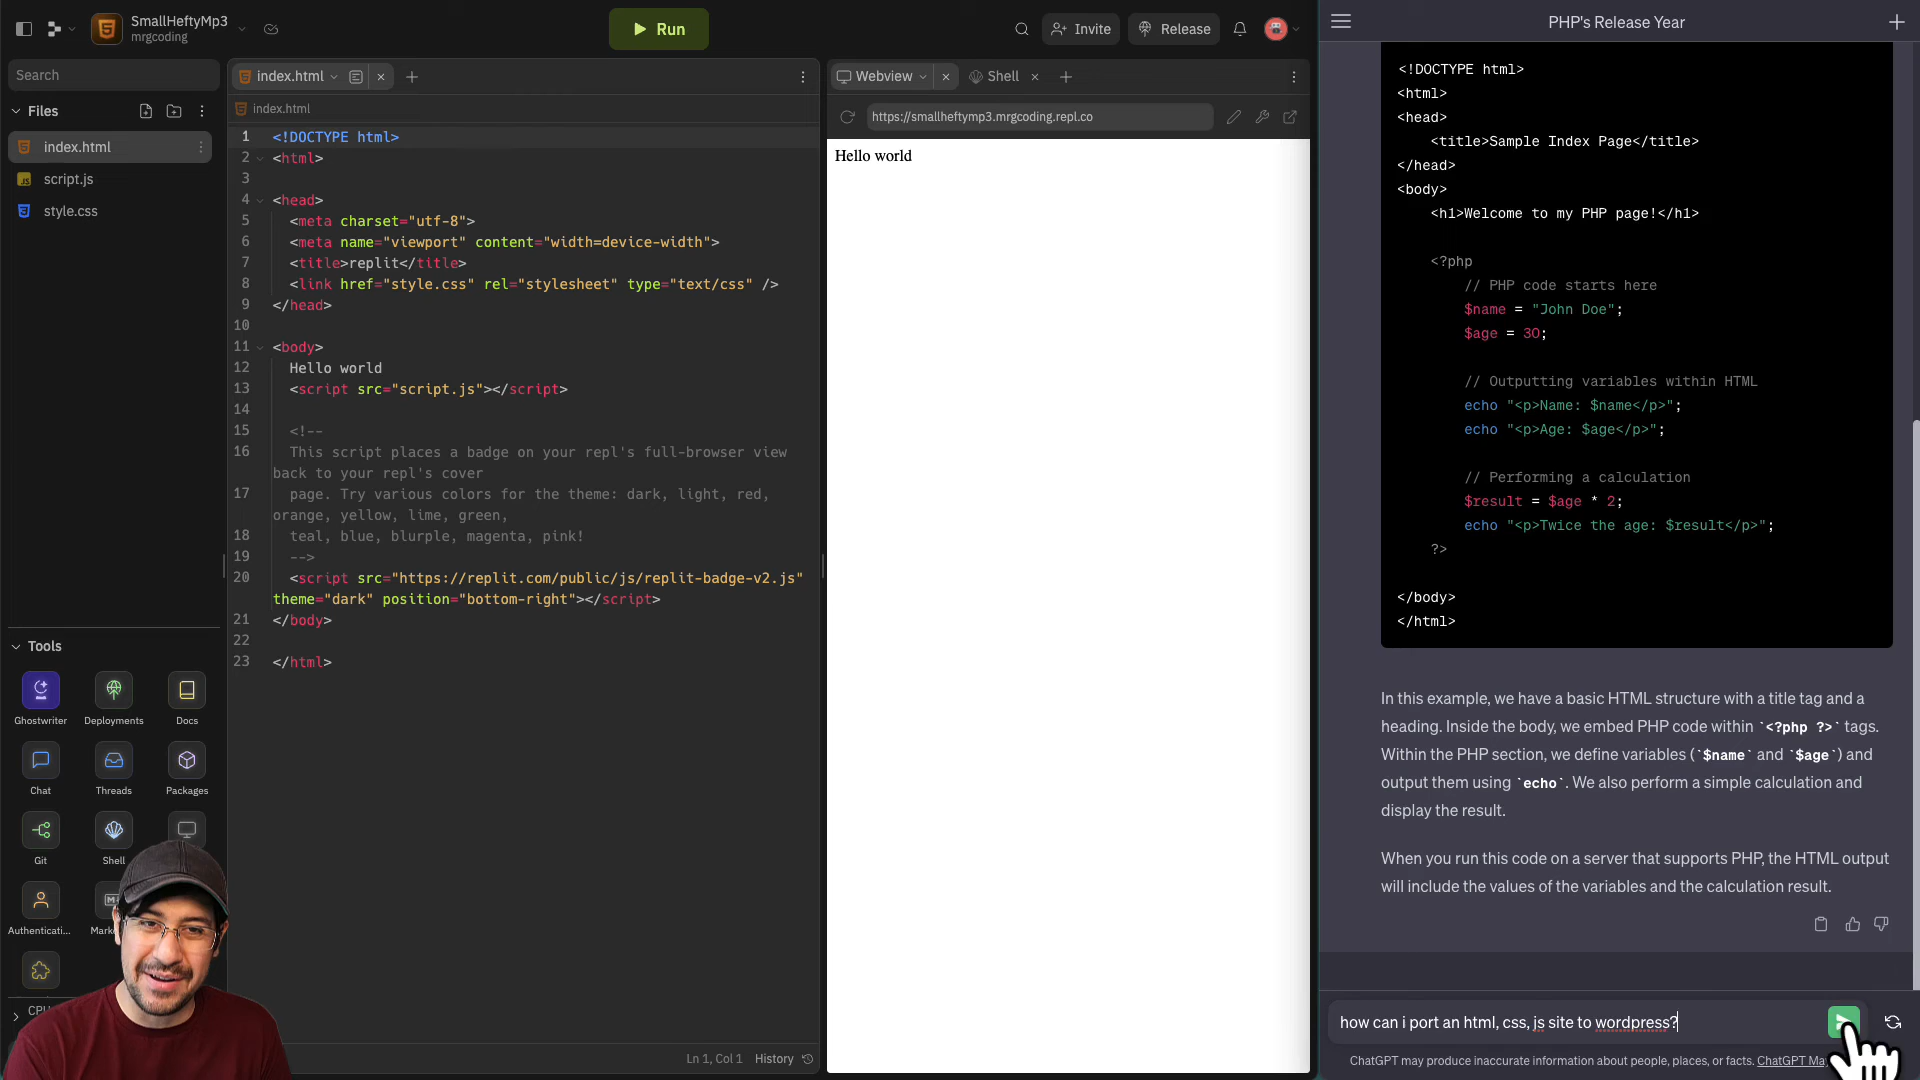 SmallHeftyMp3
mrgcoding
Run
Invite
Release
PHP's Release Year
Search
Files
index.html
script.js
style.css
index.html
index.html
1 <!DOCTYPE html>
2 <html>
3
4 <head>
5 <meta charset="utf-8">
6 <meta name="viewport" content="width=device-width">
7 <title>replit</title>
8 <link href="style.css" rel="stylesheet" type="text/css" />
9 </head>
10
11 <body>
12 Hello world
13 <script src="script.js"></script>
14
15 <!--
16 This script places a badge on your repl's full-browser view
back to your repl's cover
17 page. Try various colors for the theme: dark, light, red,
orange, yellow, lime, green,
18 teal, blue, blurple, magenta, pink!
19 -->
20 <script src="https://replit.com/public/js/replit-badge-v2.js"
theme="dark" position="bottom-right"></script>
21 </body>
22
23 </html>
Ln 1, Col 1 History
Tools
Ghostwriter Deployments Docs
Chat Threads Packages
Git Shell
Authenticati...
CPU
Webview
Shell
https://smallheftymp3.mrgcoding.repl.co
Hello world
<!DOCTYPE html>
<html>
<head>
<title>Sample Index Page</title>
</head>
<body>
<h1>Welcome to my PHP page!</h1>
<?php
// PHP code starts here
$name = "John Doe";
$age = 30;
// Outputting variables within HTML
echo "<p>Name: $name</p>";
echo "<p>Age: $age</p>";
// Performing a calculation
$result = $age * 2;
echo "<p>Twice the age: $result</p>";
?>
</body>
</html>
In this example, we have a basic HTML structure with a title tag and a
heading. Inside the body, we embed PHP code within `<?php ?>` tags.
Within the PHP section, we define variables (`$name` and `$age`) and
output them using `echo`. We also perform a simple calculation and
display the result.
When you run this code on a server that supports PHP, the HTML output
will include the values of the variables and the calculation result.
how can i port an html, css, js site to wordpress?
ChatGPT may produce inaccurate information about people, places, or facts. ChatGPT Ma